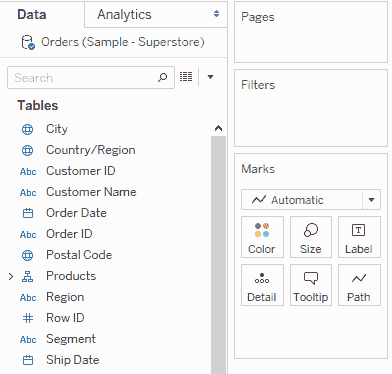 Data
Analytics
Orders (Sample - Superstore)
Search
Tables
City
Country/Region
Abc Customer ID
Abc Customer Name
Order Date
Abc Order ID
Postal Code
Products
Abc Region
# Row ID
Abc Segment
Ship Date
Pages
Filters
Marks
Automatic
Color Size T Label
Detail Tooltip Path